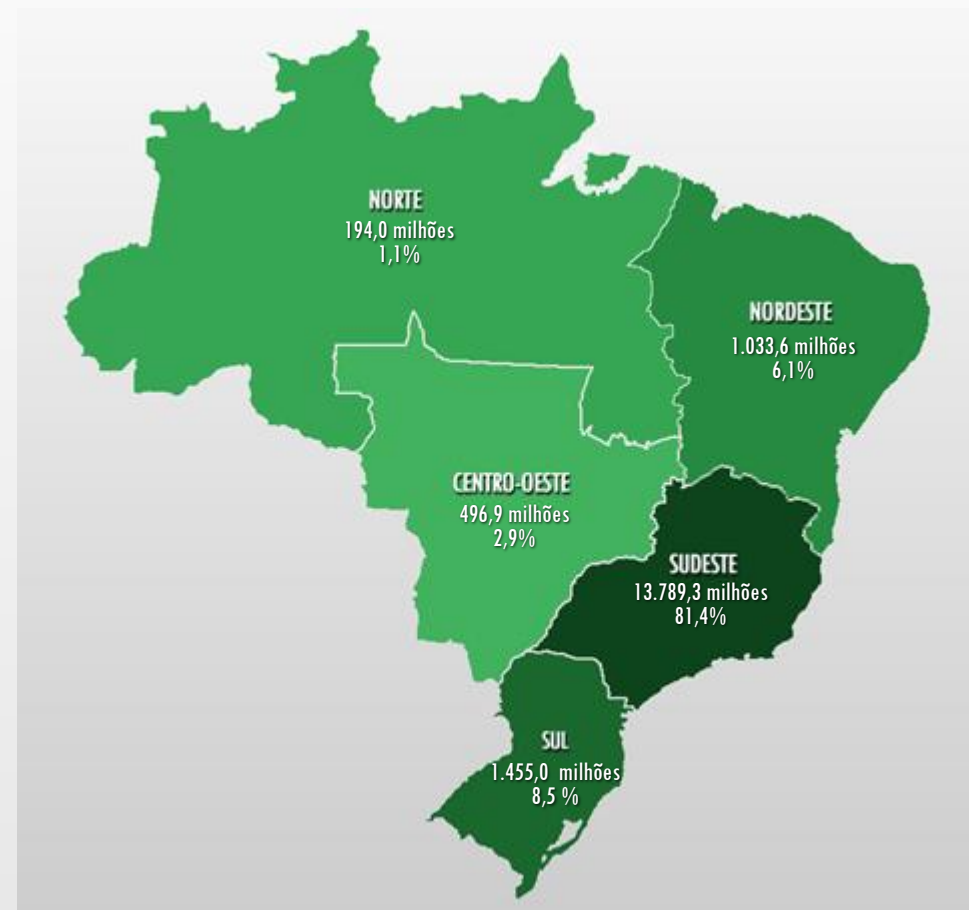 NORTE
194,0 milhões
1,1%
NORDESTE
1.033,6 milhões
6,1%
CENTRO-OESTE
496,9 milhões
2,9%
SUDESTE
13.789,3 milhões
81,4%
SUL
1.455,0 milhões
8,5 %